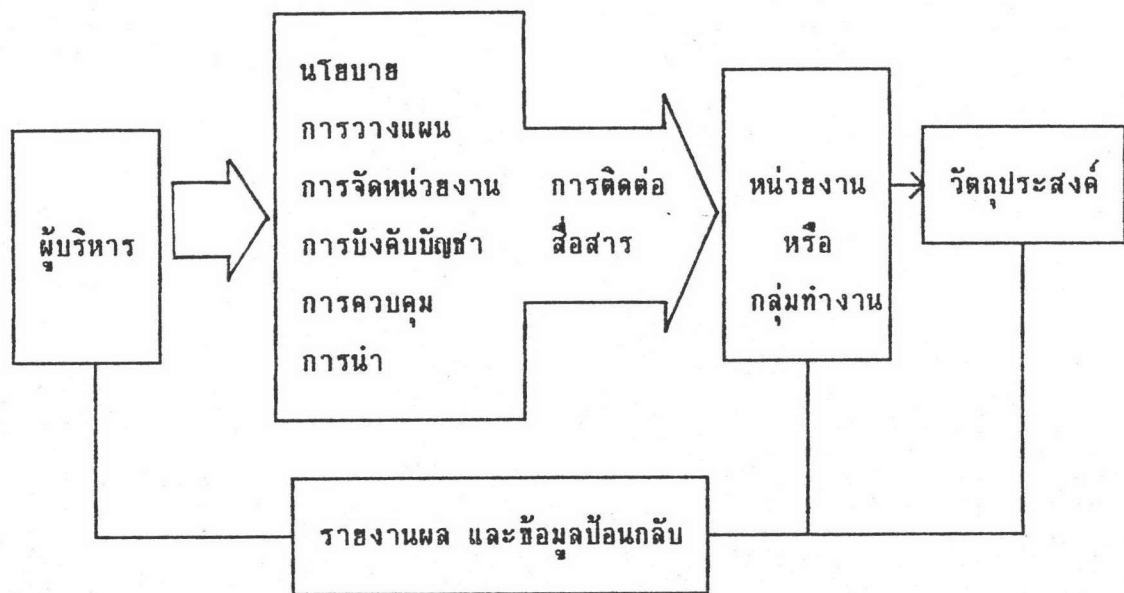 ผู้บริหาร
นโยบาย
การวางแผน
การจัดหน่วยงาน
การบังคับบัญชา
การควบคุม
การนำ
การติดต่อ
สื่อสาร
หน่วยงาน
หรือ
กลุ่มทำงาน
วัตถุประสงค์
รายงานผล และข้อมูลป้อนกลับ